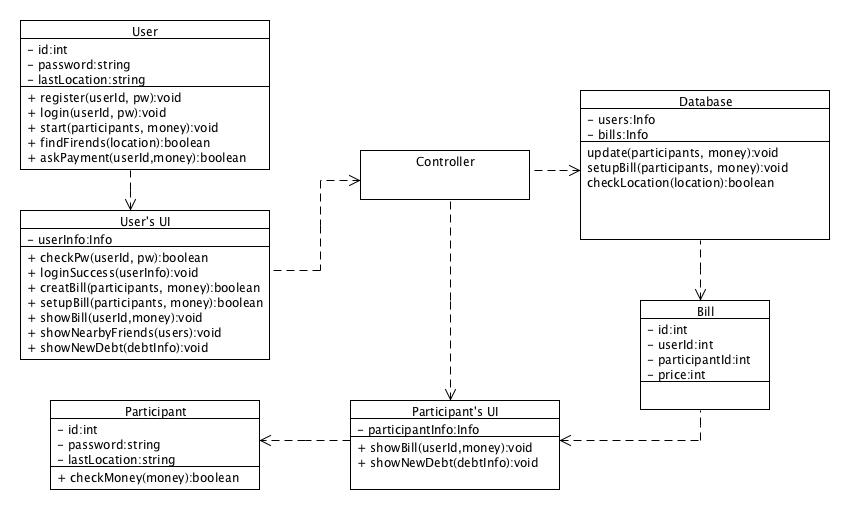 User
– id:int
– password:string
– lastLocation:string
+ register(userId, pw):void
+ login(userId, pw):void
+ start(participants, money):void
+ findFirends(location):boolean
+ askPayment(userId,money):boolean
User's UI
– userInfo:Info
+ checkPw(userId, pw):boolean
+ loginSuccess(userInfo):void
+ creatBill(participants, money):boolean
+ setupBill(participants, money):boolean
+ showBill(userId,money):void
+ showNearbyFriends(users):void
+ showNewDebt(debtInfo):void
Controller
Database
– users:Info
– bills:Info
update(participants, money):void
setupBill(participants, money):void
checkLocation(location):boolean
Bill
– id:int
– userId:int
– participantId:int
– price:int
Participant
– id:int
– password:string
– lastLocation:string
+ checkMoney(money):boolean
Participant's UI
– participantInfo:Info
+ showBill(userId,money):void
+ showNewDebt(debtInfo):void